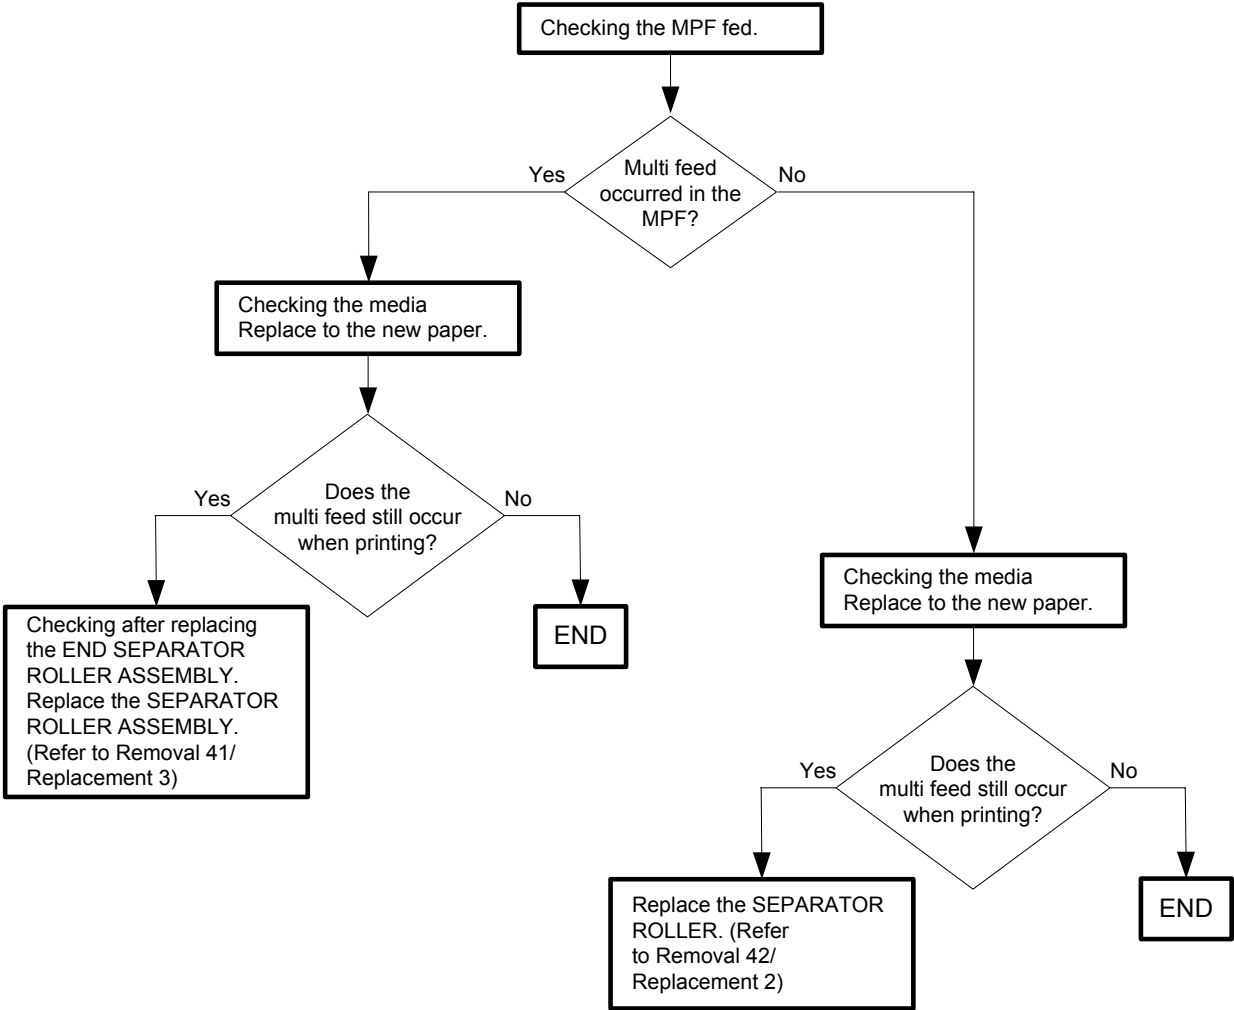 Checking the MPF fed.
Multi feed
occurred in the
MPF?
Yes
No
Checking the media
Replace to the new paper.
Does the
multi feed still occur
when printing?
Yes
No
Checking after replacing
the END SEPARATOR
ROLLER ASSEMBLY.
Replace the SEPARATOR
ROLLER ASSEMBLY.
(Refer to Removal 41/
Replacement 3)
END
Checking the media
Replace to the new paper.
Does the
multi feed still occur
when printing?
Yes
No
Replace the SEPARATOR
ROLLER. (Refer
to Removal 42/
Replacement 2)
END